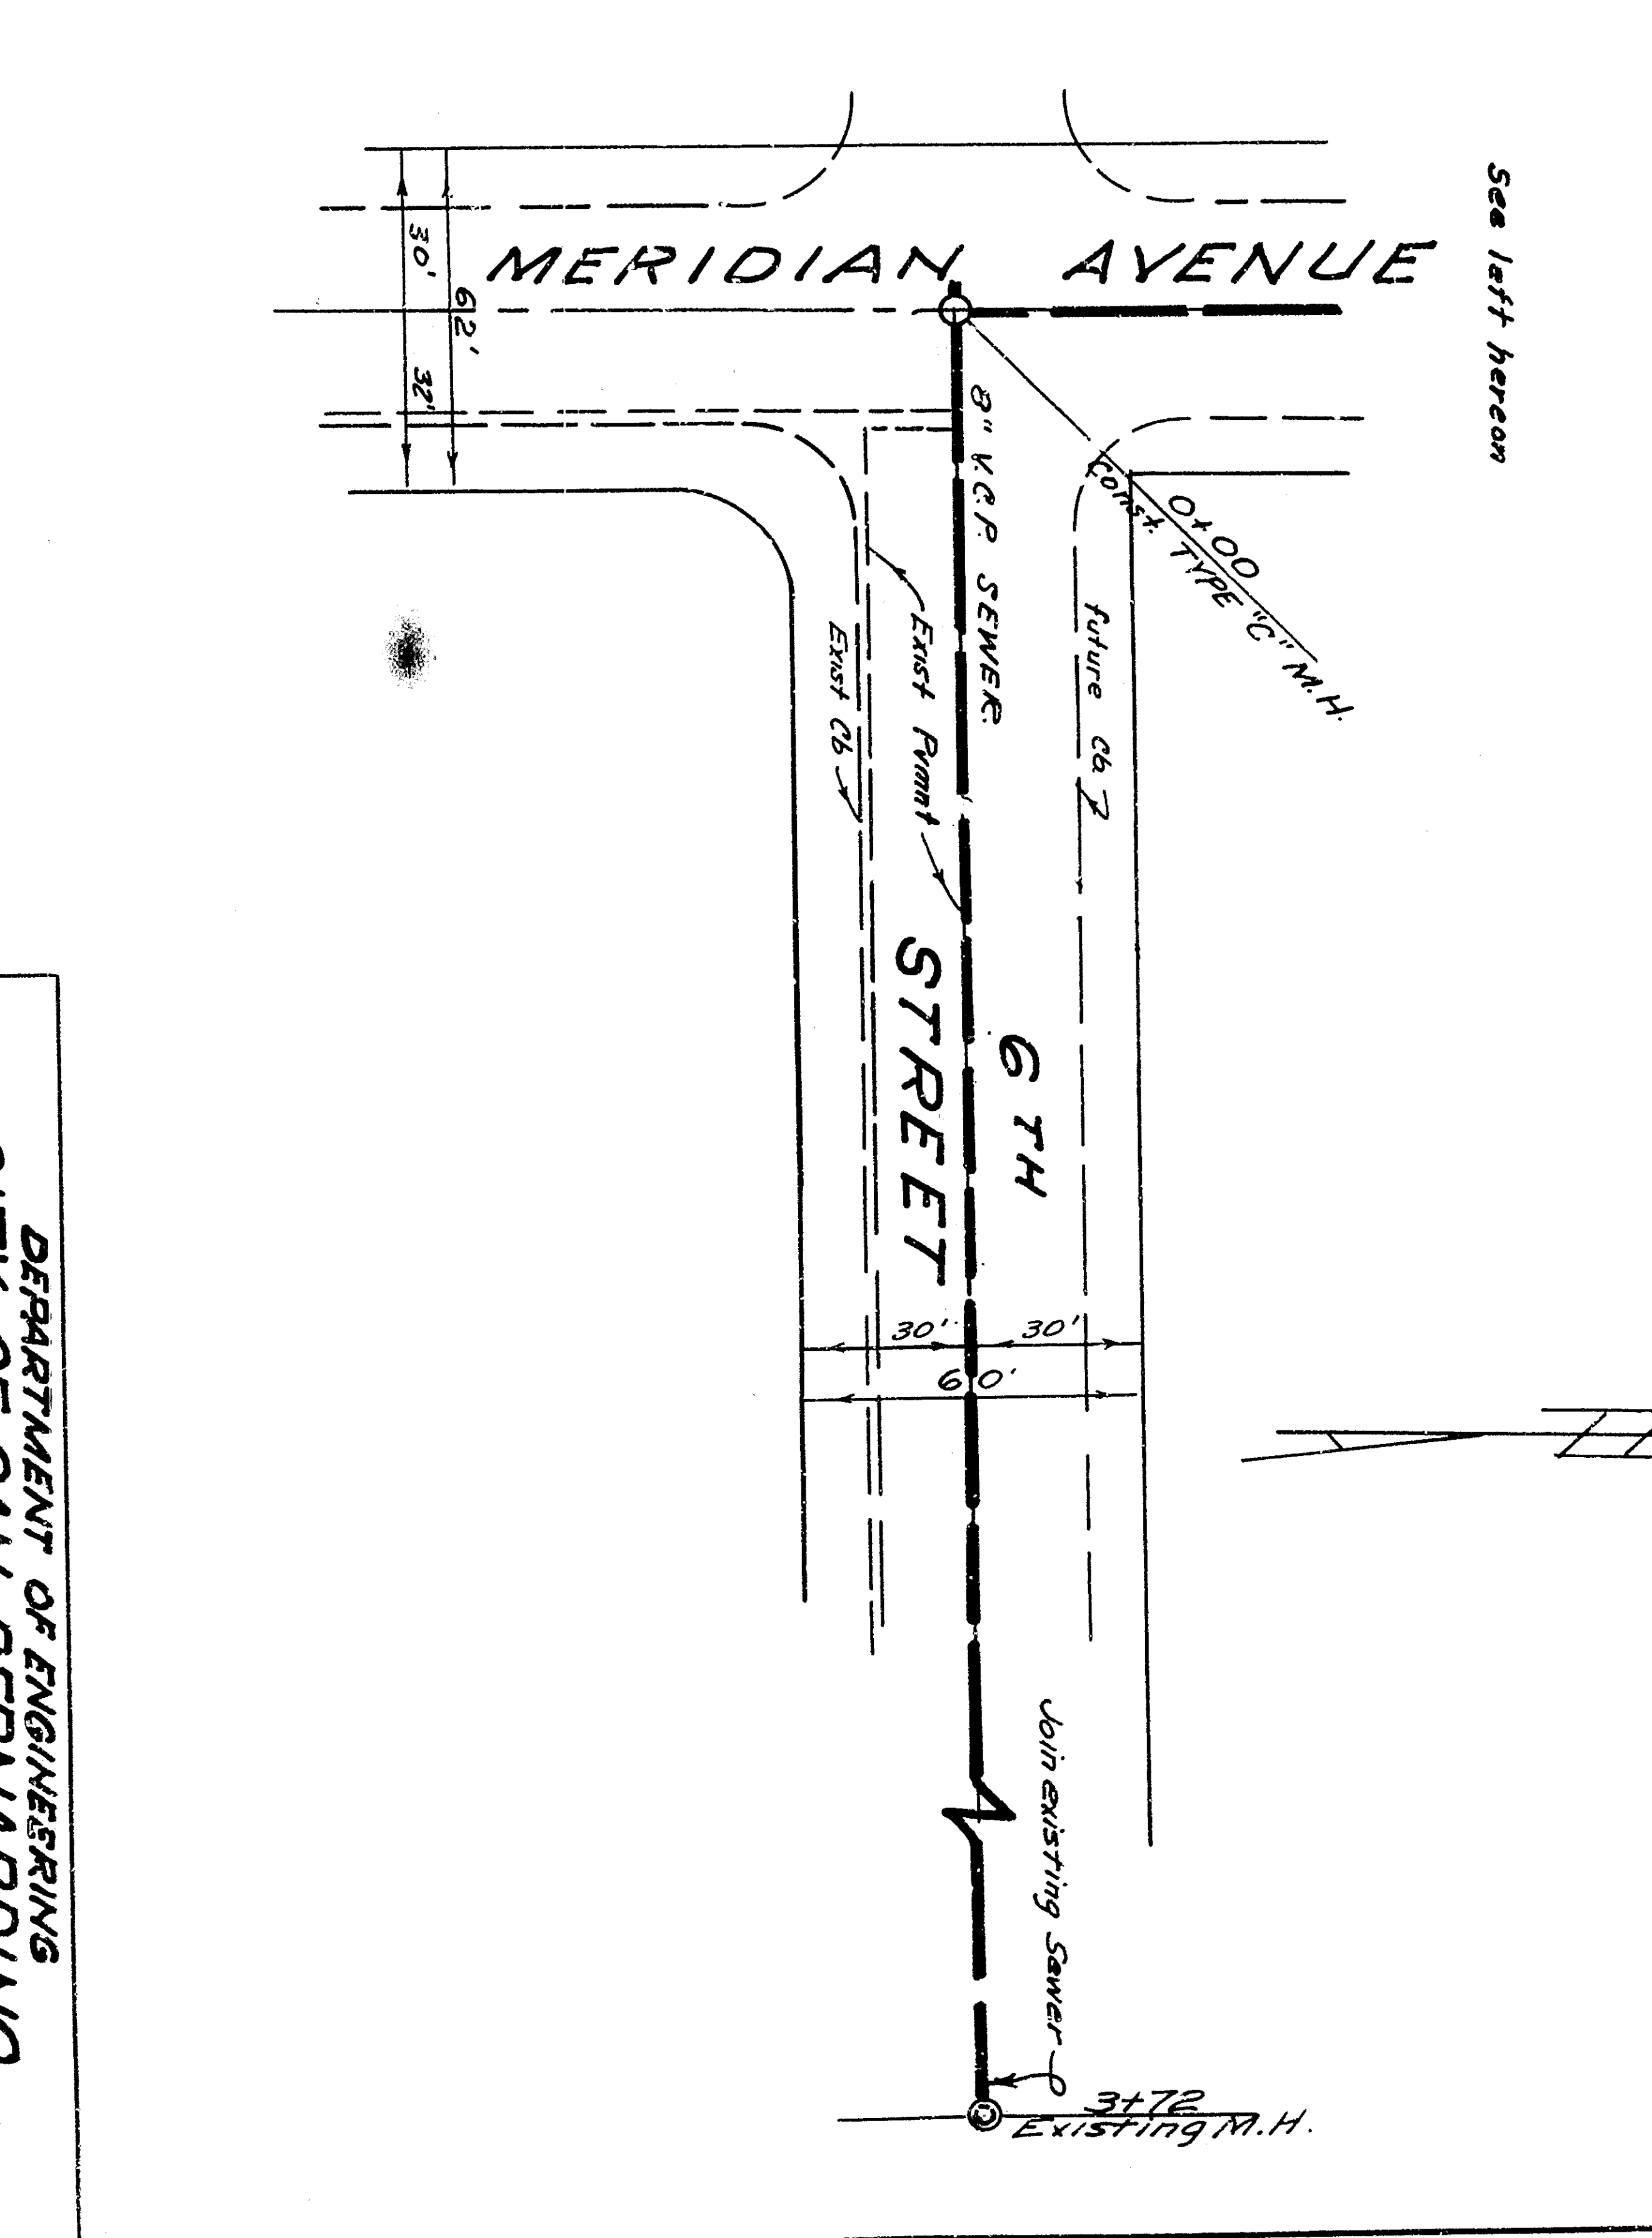 See left hereon
MERIDIAN AVENUE
30'
62'
32'
8" V.C.P. SEWER
0+00
Const. TYPE "C" M.H.
future Cb
Exist Pvmnt
Exist Cb
6 TH
STREET
30'
30'
60'
Join existing Sewer
3+72
Existing M.H.
DEPARTMENT OF ENGINEERING